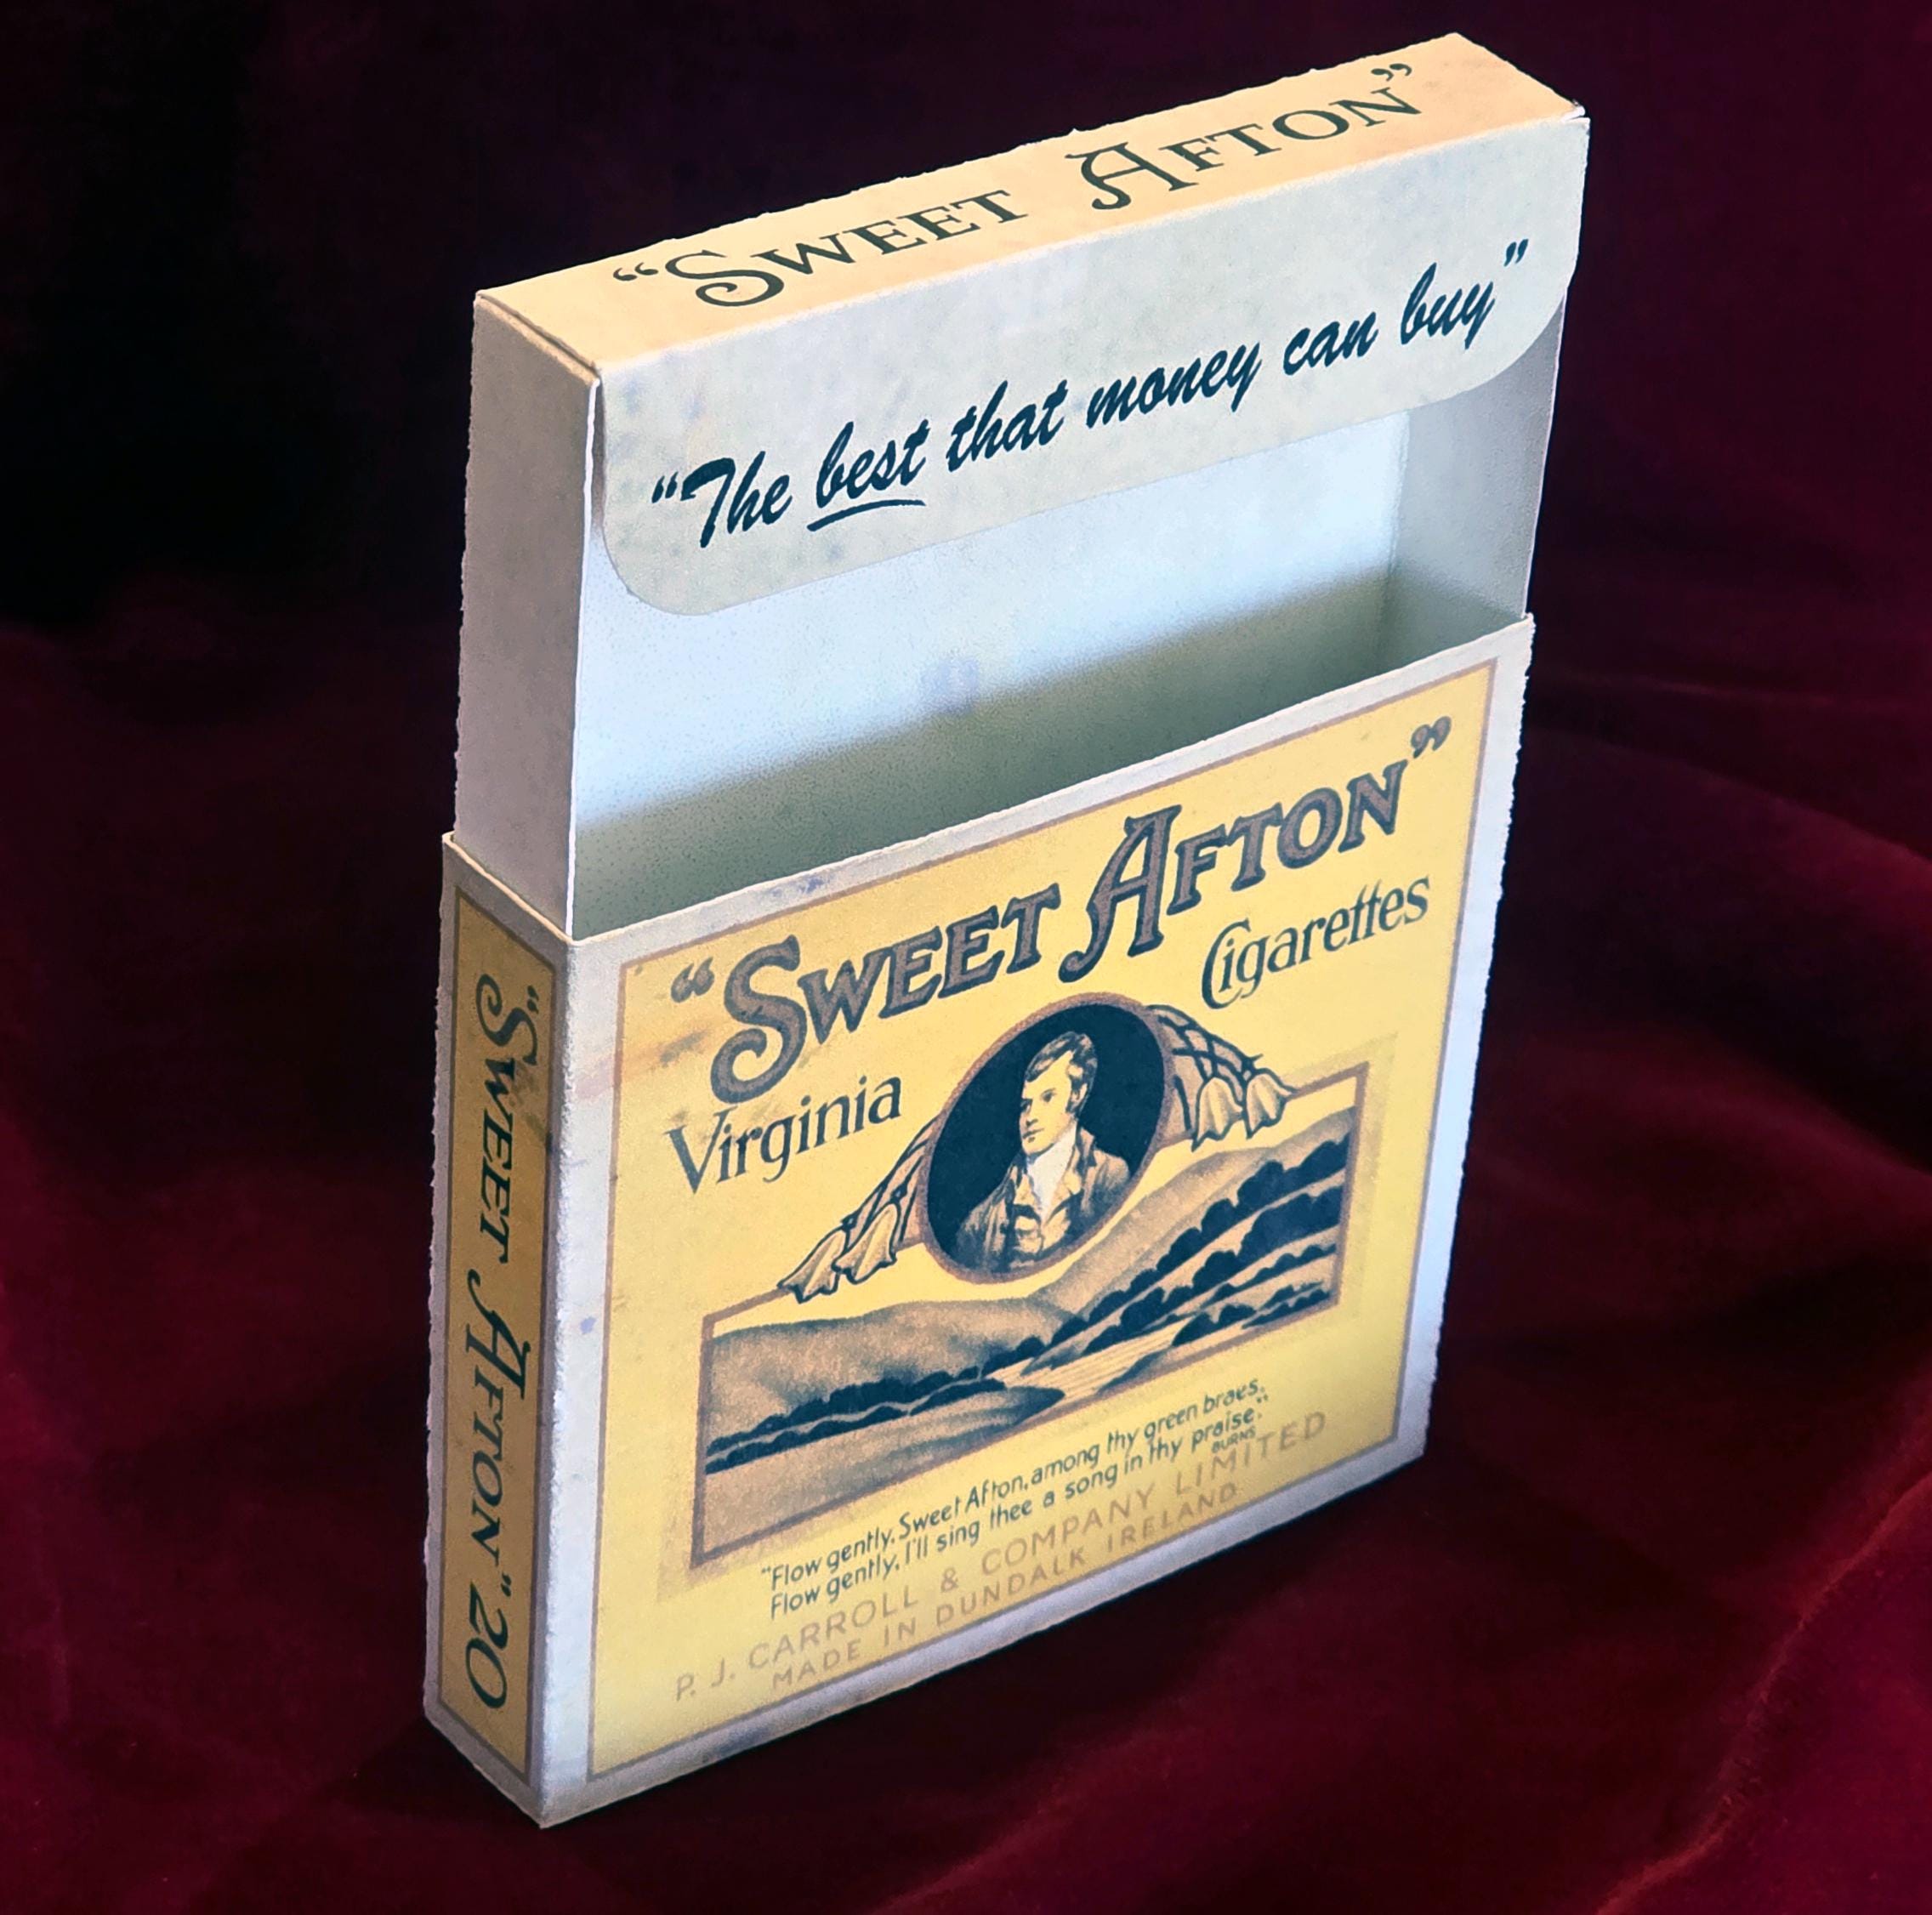 “SWEET AFTON”
“The best that money can buy”
“SWEET AFTON”
Virginia
Cigarettes
“Flow gently, Sweet Afton, among thy green braes,
Flow gently, I'll sing thee a song in thy praise.”
BURNS
P. J. CARROLL & COMPANY LIMITED
MADE IN DUNDALK IRELAND
“SWEET AFTON” 20